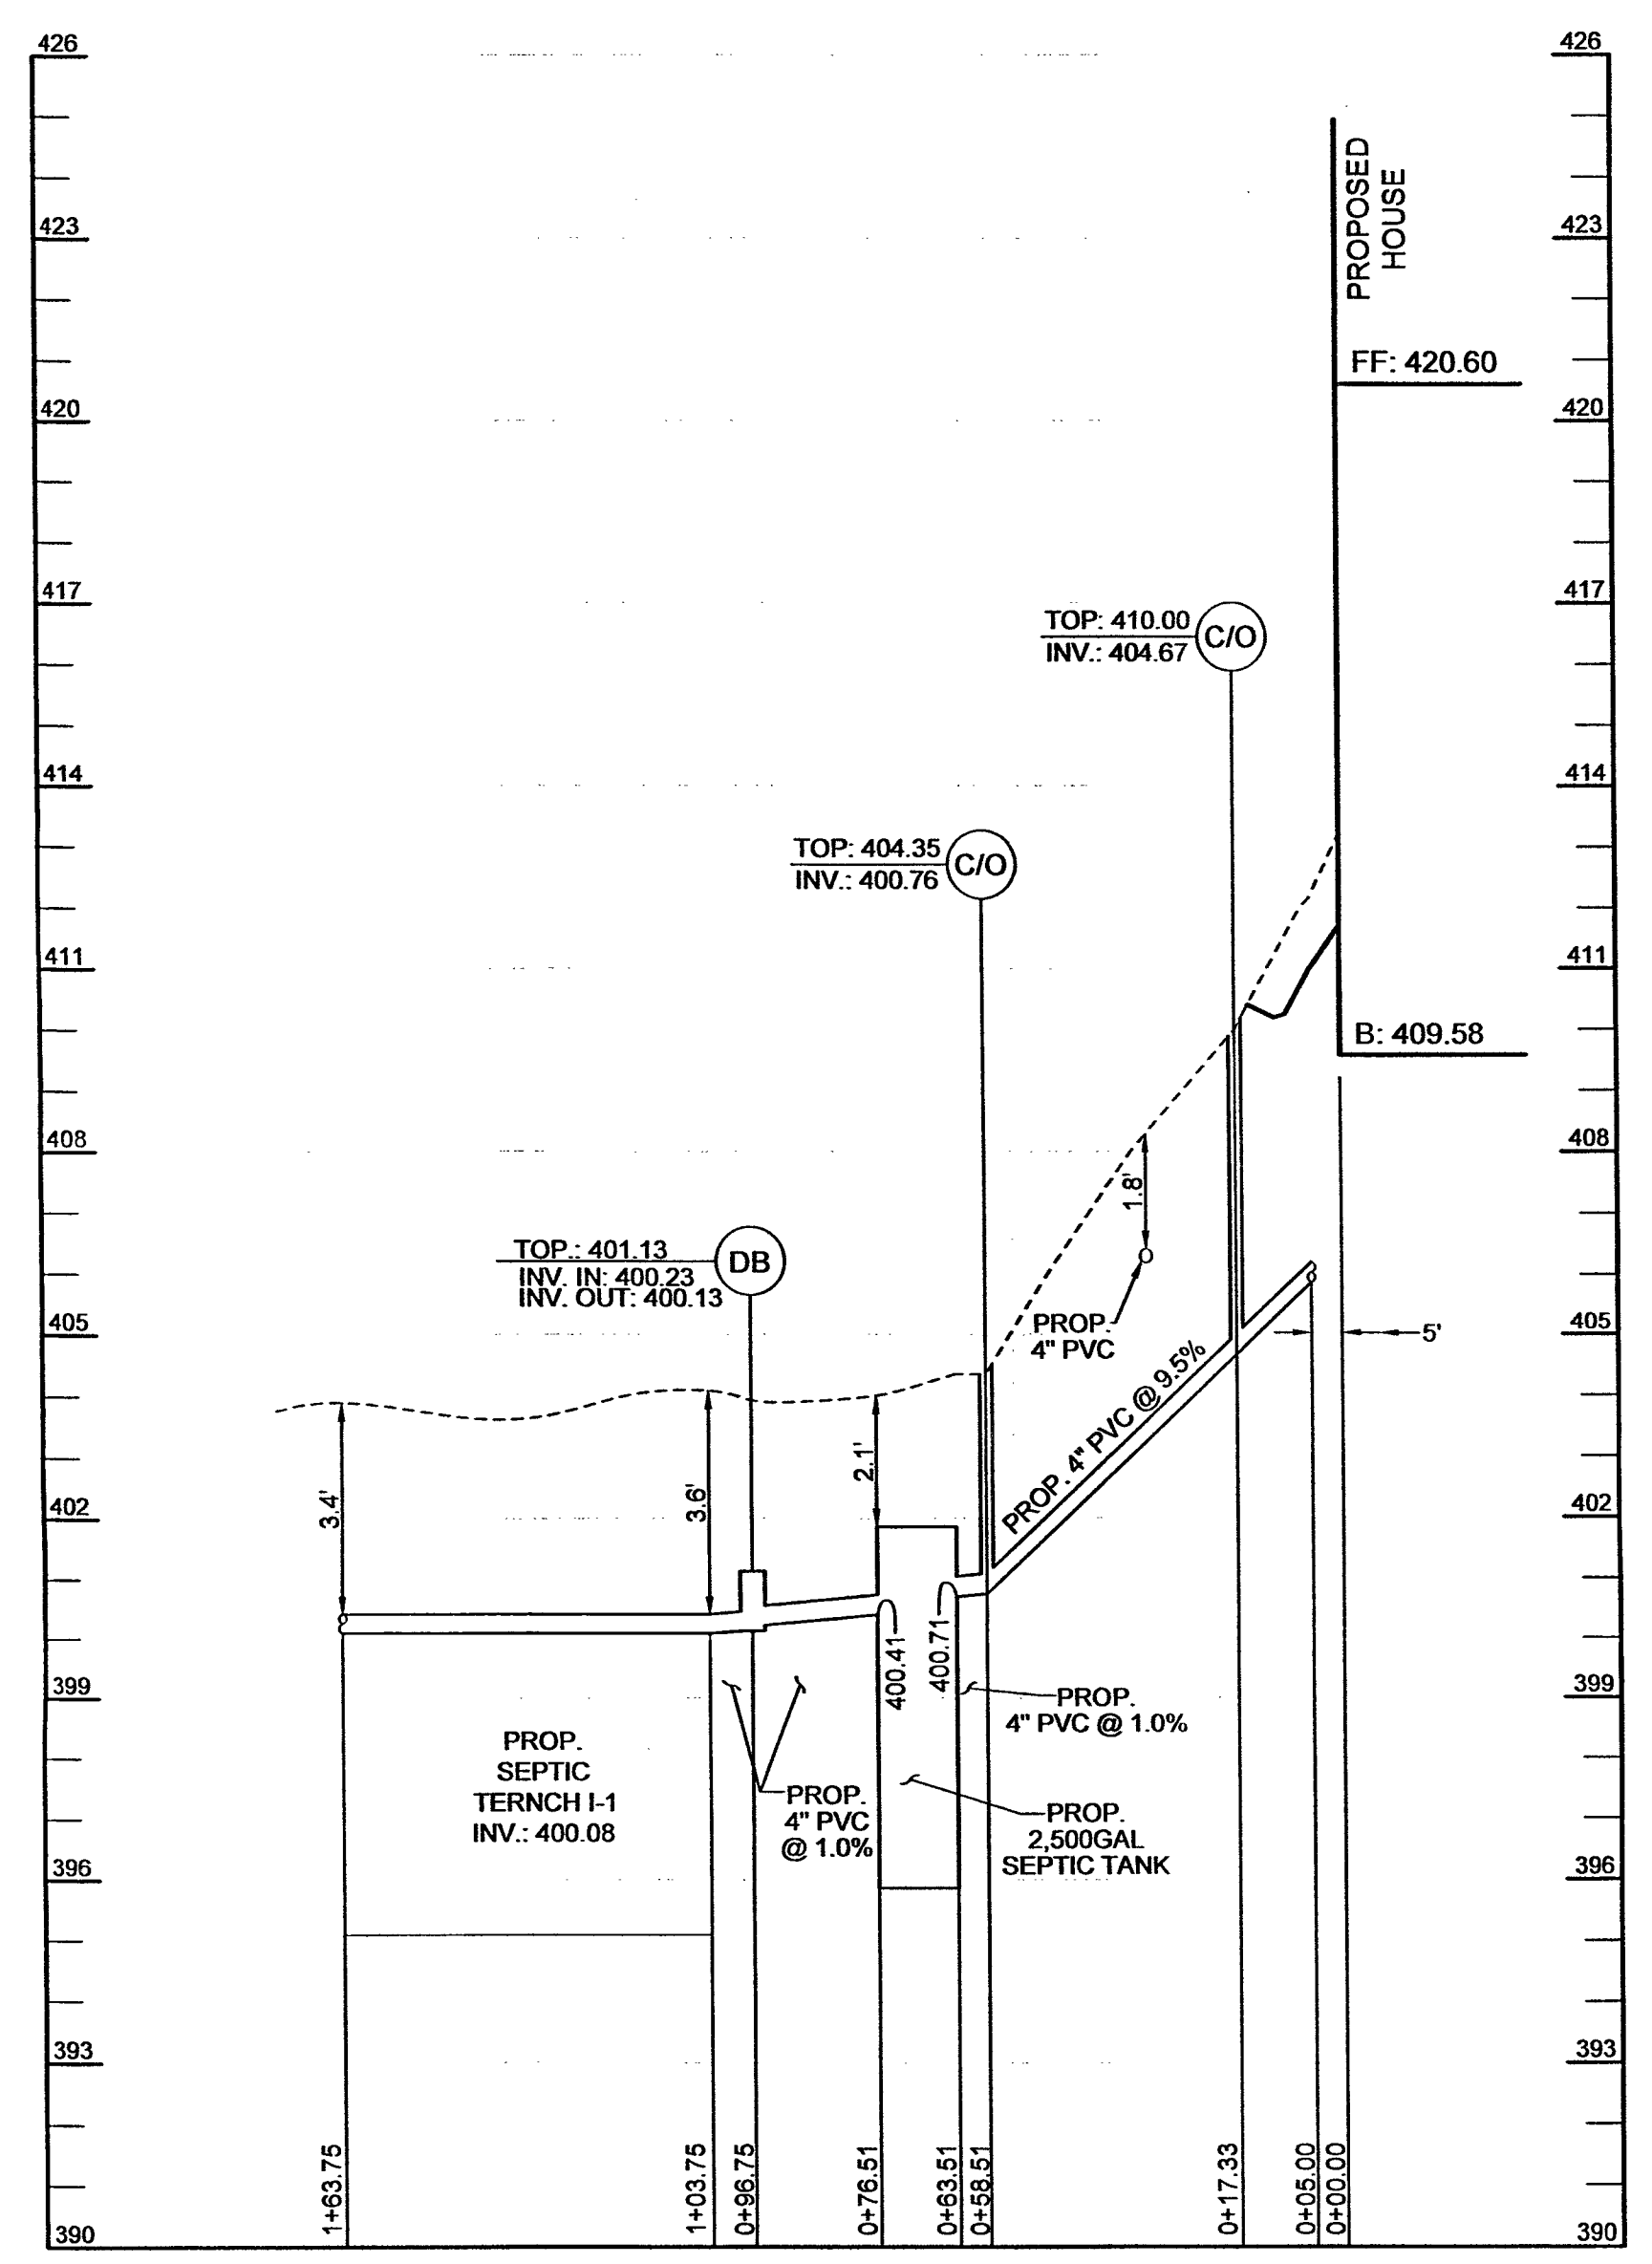 426
426
423
423
PROPOSED
HOUSE
FF: 420.60
420
420
417
417
TOP: 410.00
INV.: 404.67
C/O
414
414
TOP: 404.35
INV.: 400.76
C/O
411
411
B: 409.58
408
408
1.8'
TOP.: 401.13
INV. IN: 400.23
INV. OUT: 400.13
DB
PROP.
4" PVC
405
405
5'
PROP. 4" PVC @ 9.5%
3.4'
3.6'
2.1'
402
402
400.41
400.71
399
399
PROP.
4" PVC @ 1.0%
PROP.
SEPTIC
TERNCH I-1
INV.: 400.08
PROP.
4" PVC
@ 1.0%
PROP.
2,500GAL
SEPTIC TANK
396
396
393
393
1+63.75
1+03.75
0+96.75
0+76.51
0+63.51
0+58.51
0+17.33
0+05.00
0+00.00
390
390